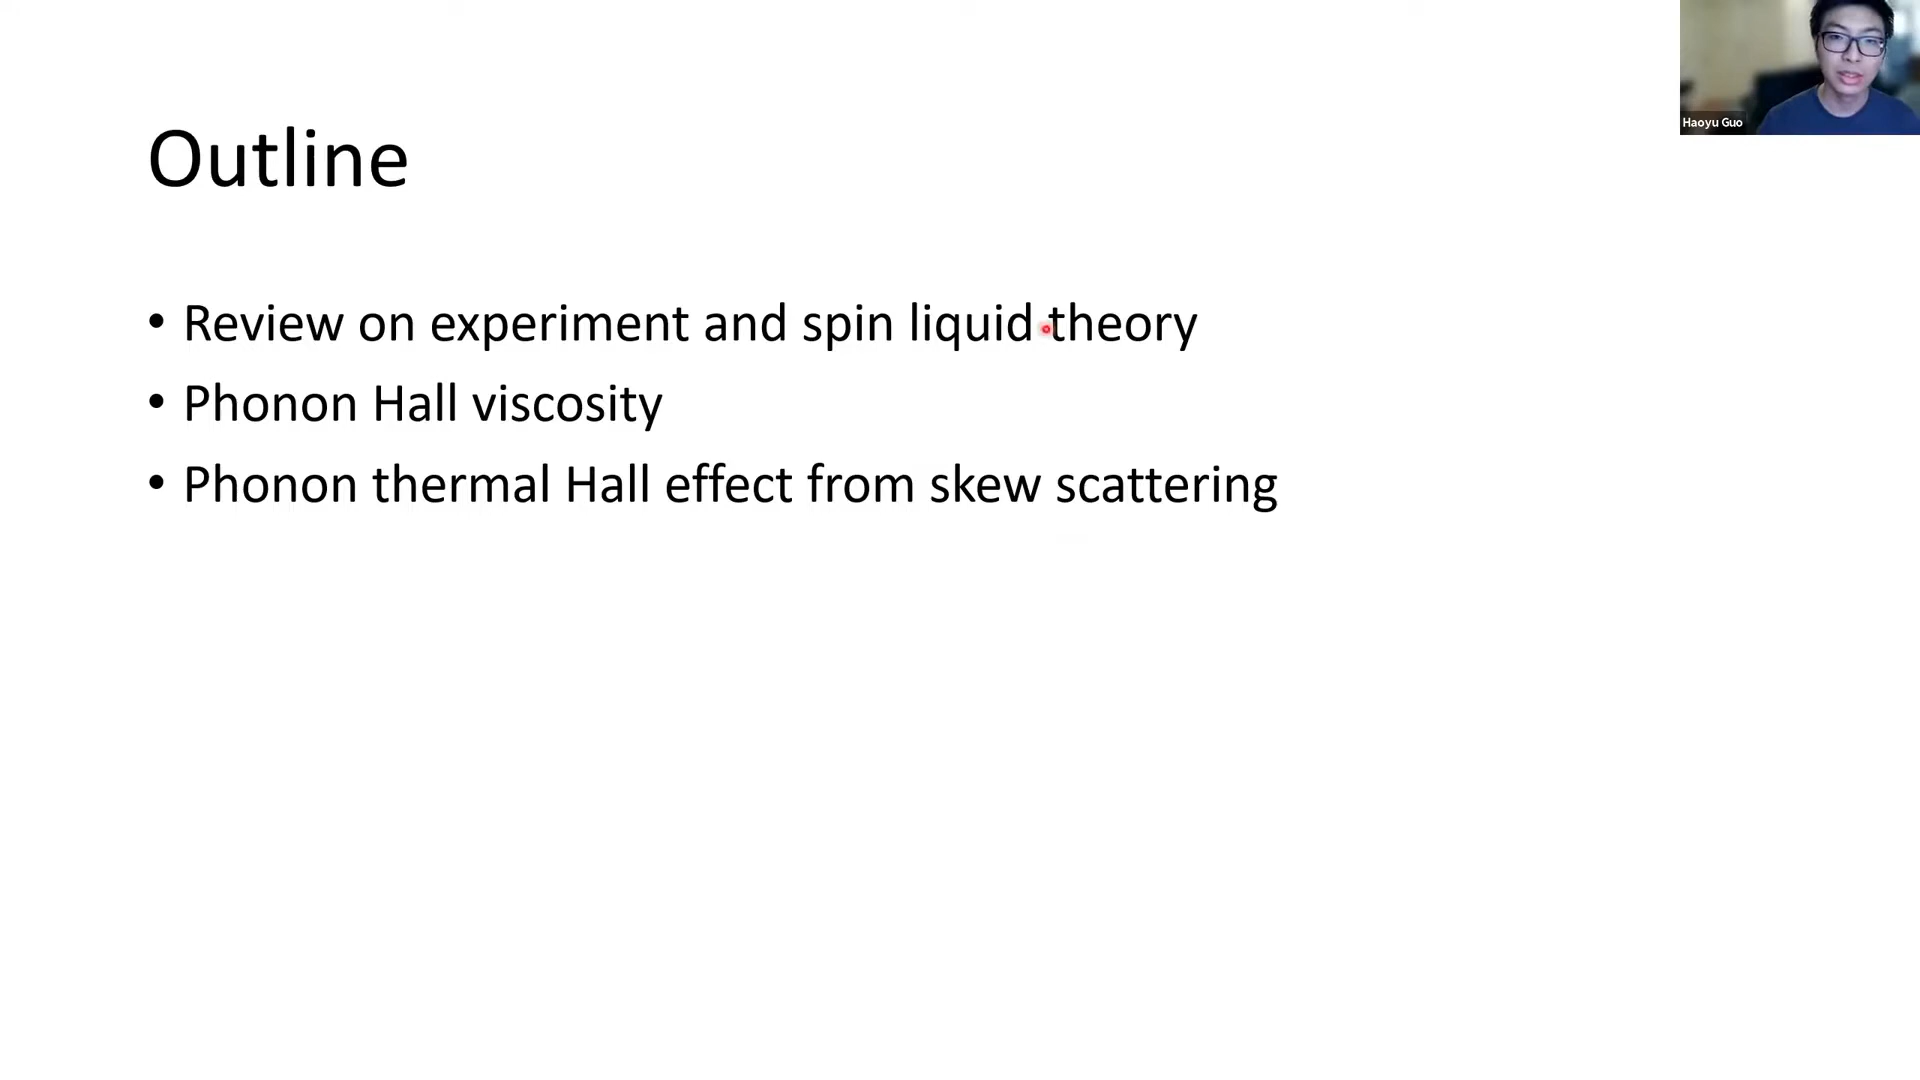 Outline
• Review on experiment and spin liquid theory
• Phonon Hall viscosity
• Phonon thermal Hall effect from skew scattering
Haoyu Guo